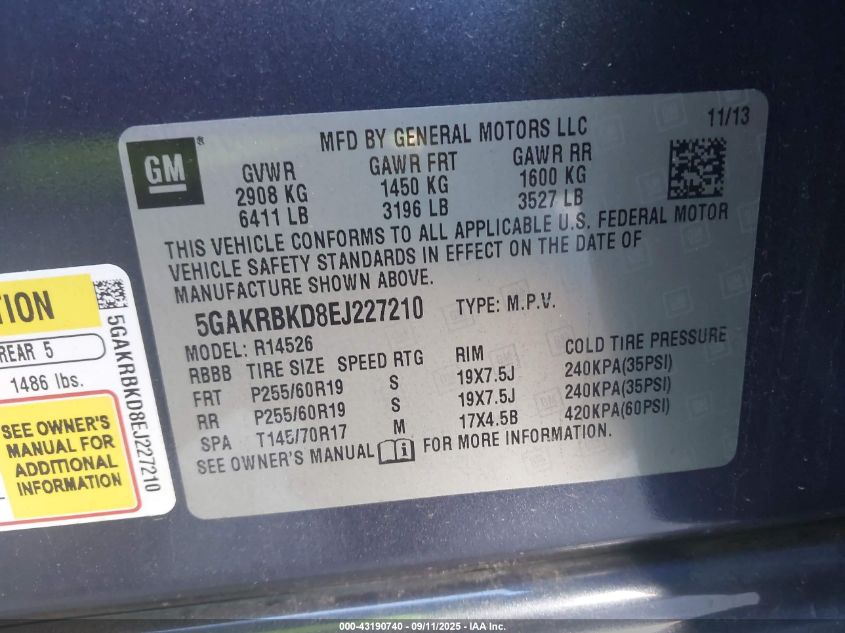 11/13
MFD BY GENERAL MOTORS LLC
GM
®
GVWR GAWR FRT GAWR RR
2908 KG 1450 KG 1600 KG
6411 LB 3196 LB 3527 LB
THIS VEHICLE CONFORMS TO ALL APPLICABLE U.S. FEDERAL MOTOR
VEHICLE SAFETY STANDARDS IN EFFECT ON THE DATE OF
MANUFACTURE SHOWN ABOVE.
5GAKRBKD8EJ227210 TYPE: M.P.V.
MODEL: R14526
RBBB TIRE SIZE SPEED RTG RIM COLD TIRE PRESSURE
FRT P255/60R19 S 19X7.5J 240KPA(35PSI)
RR P255/60R19 S 19X7.5J 240KPA(35PSI)
SPA T145/70R17 M 17X4.5B 420KPA(60PSI)
SEE OWNER'S MANUAL FOR MORE INFORMATION.
REAR 5
1486 lbs.
SEE OWNER'S
MANUAL FOR
ADDITIONAL
INFORMATION
5GAKRBKD8EJ227210
000-43190740 - 09/11/2025 - IAA Inc.